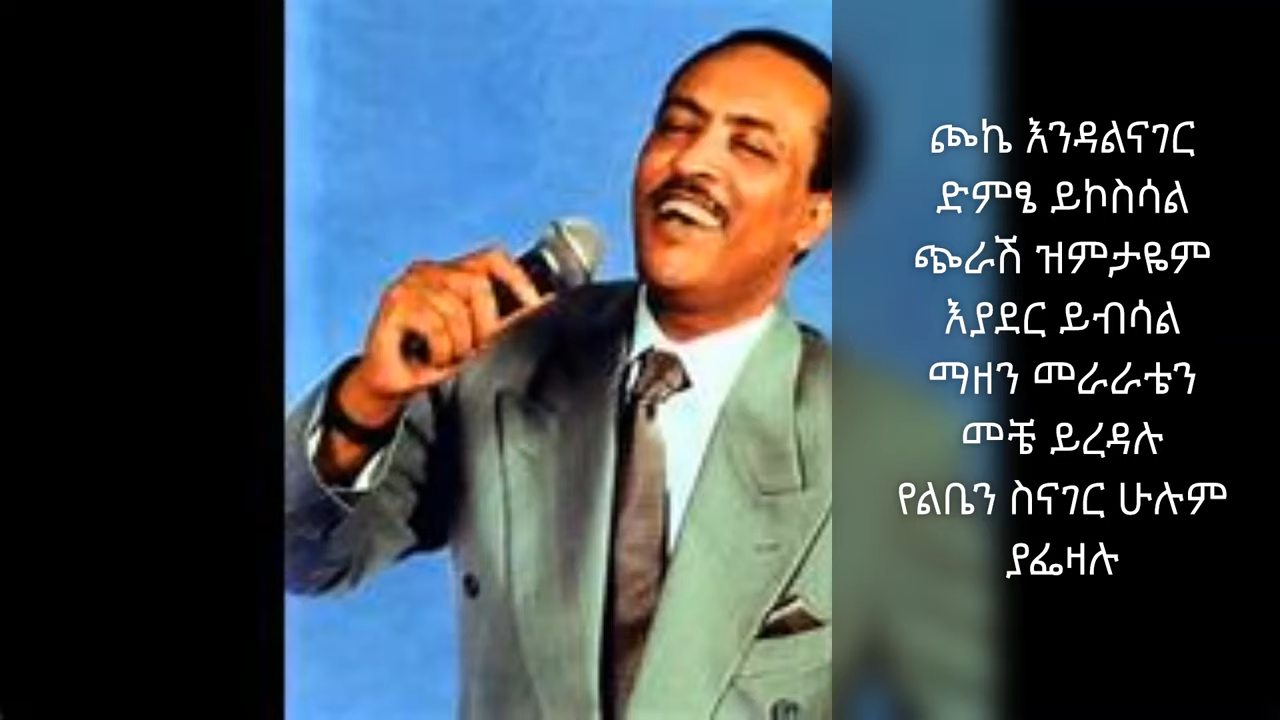 ጮኬ እንዳልናገር
ድምፄ ይኮስሳል
ጭራሽ ዝምታዬም
እያደር ይብሳል
ማዘን መራራቴን
መቼ ይረዳሉ
የልቤን ስናገር ሁሉም
ያፌዛሉ